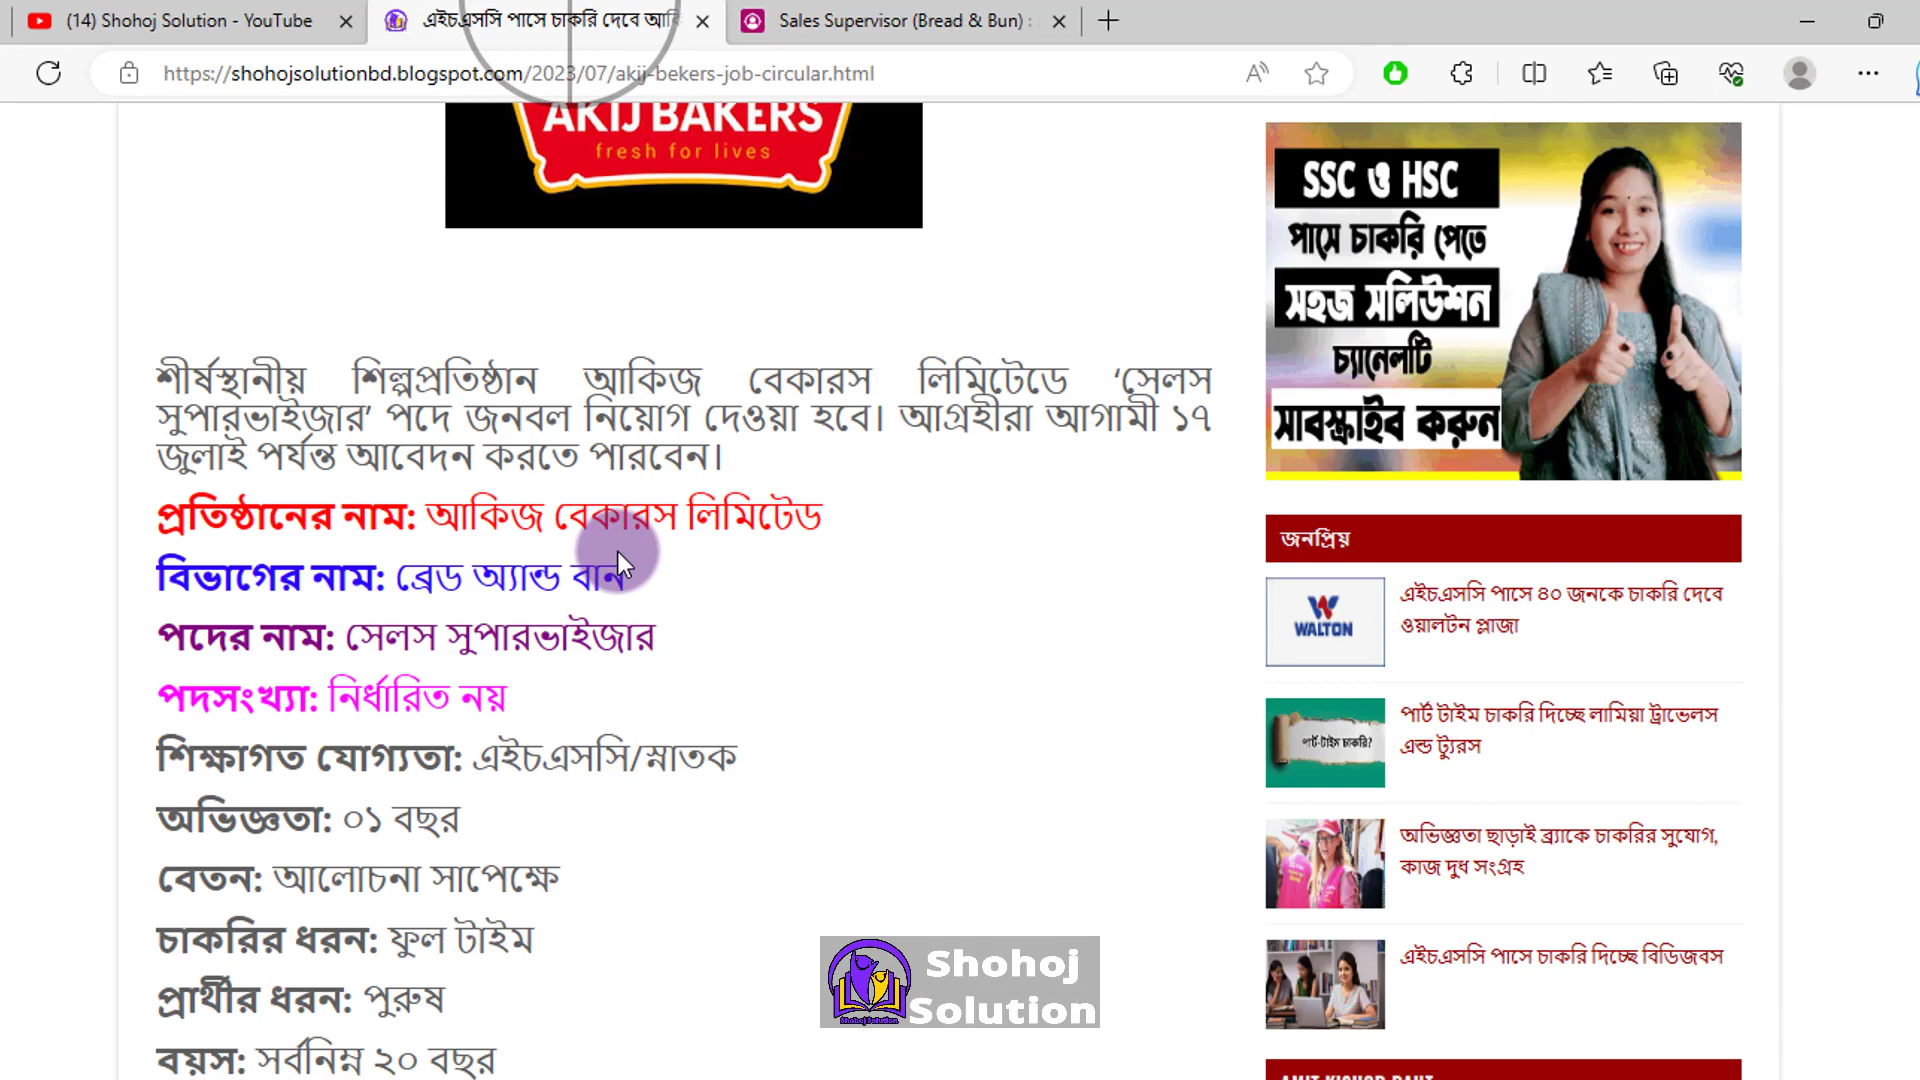 (14) Shohoj Solution - YouTube
এইচএসসি পাসে চাকরি দেবে আকি
Sales Supervisor (Bread & Bun) :
https://shohojsolutionbd.blogspot.com/2023/07/akij-bekers-job-circular.html
AKIJ BAKERS
fresh for lives
শীর্ষস্থানীয় শিল্পপ্রতিষ্ঠান আকিজ বেকারস লিমিটেডে ‘সেলস
সুপারভাইজার’ পদে জনবল নিয়োগ দেওয়া হবে। আগ্রহীরা আগামী ১৭
জুলাই পর্যন্ত আবেদন করতে পারবেন।
প্রতিষ্ঠানের নাম: আকিজ বেকারস লিমিটেড
বিভাগের নাম: ব্রেড অ্যান্ড বান
পদের নাম: সেলস সুপারভাইজার
পদসংখ্যা: নির্ধারিত নয়
শিক্ষাগত যোগ্যতা: এইচএসসি/স্নাতক
অভিজ্ঞতা: ০১ বছর
বেতন: আলোচনা সাপেক্ষে
চাকরির ধরন: ফুল টাইম
প্রার্থীর ধরন: পুরুষ
বয়স: সর্বনিম্ন ২০ বছর
SSC ও HSC
পাসে চাকরি পেতে
সহজ সলিউশন
চ্যানেলটি
সাবস্ক্রাইব করুন
জনপ্রিয়
WALTON
এইচএসসি পাসে ৪০ জনকে চাকরি দেবে
ওয়ালটন প্লাজা
পার্ট-টাইম চাকরি?
পার্ট টাইম চাকরি দিচ্ছে লামিয়া ট্রাভেলস
এন্ড ট্যুরস
অভিজ্ঞতা ছাড়াই ব্র্যাকে চাকরির সুযোগ,
কাজ দুধ সংগ্রহ
এইচএসসি পাসে চাকরি দিচ্ছে বিডিজবস
Shohoj
Solution
Shohoj Solution